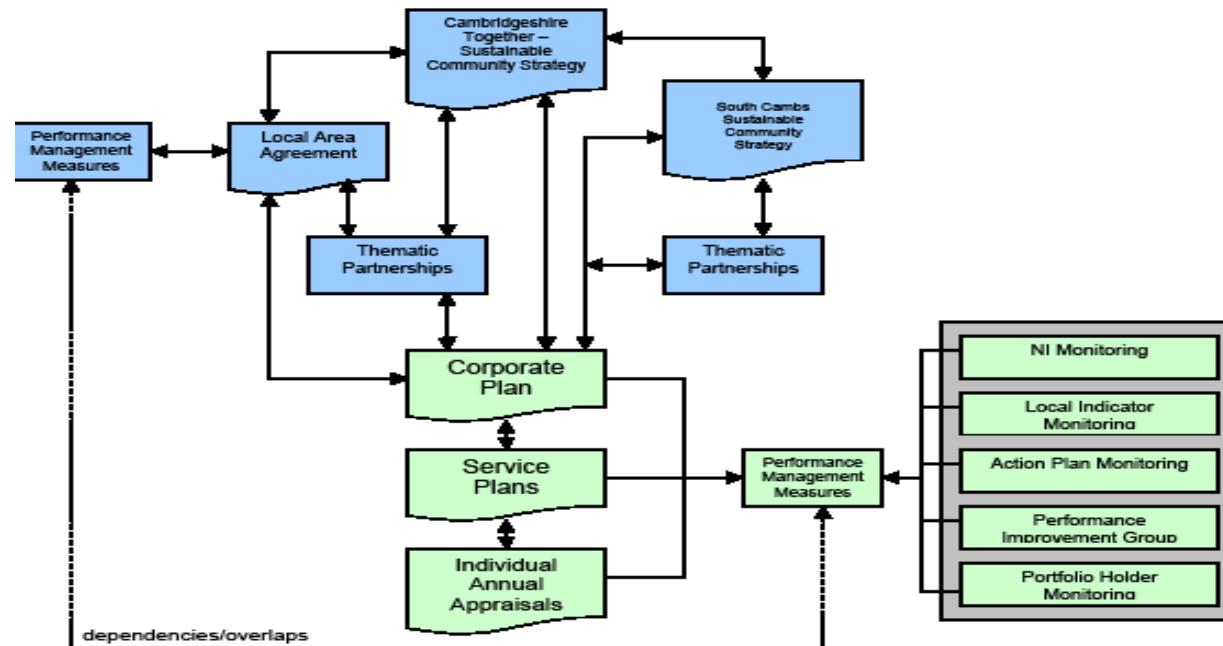 Cambridgeshire
Together –
Sustainable
Community Strategy
South Cambs
Sustainable
Community
Strategy
Performance
Management
Measures
Local Area
Agreement
Thematic
Partnerships
Thematic
Partnerships
Corporate
Plan
Service
Plans
Individual
Annual
Appraisals
Performance
Management
Measures
NI Monitoring
Local Indicator
Monitoring
Action Plan Monitoring
Performance
Improvement Group
Portfolio Holder
Monitoring
dependencies/overlaps